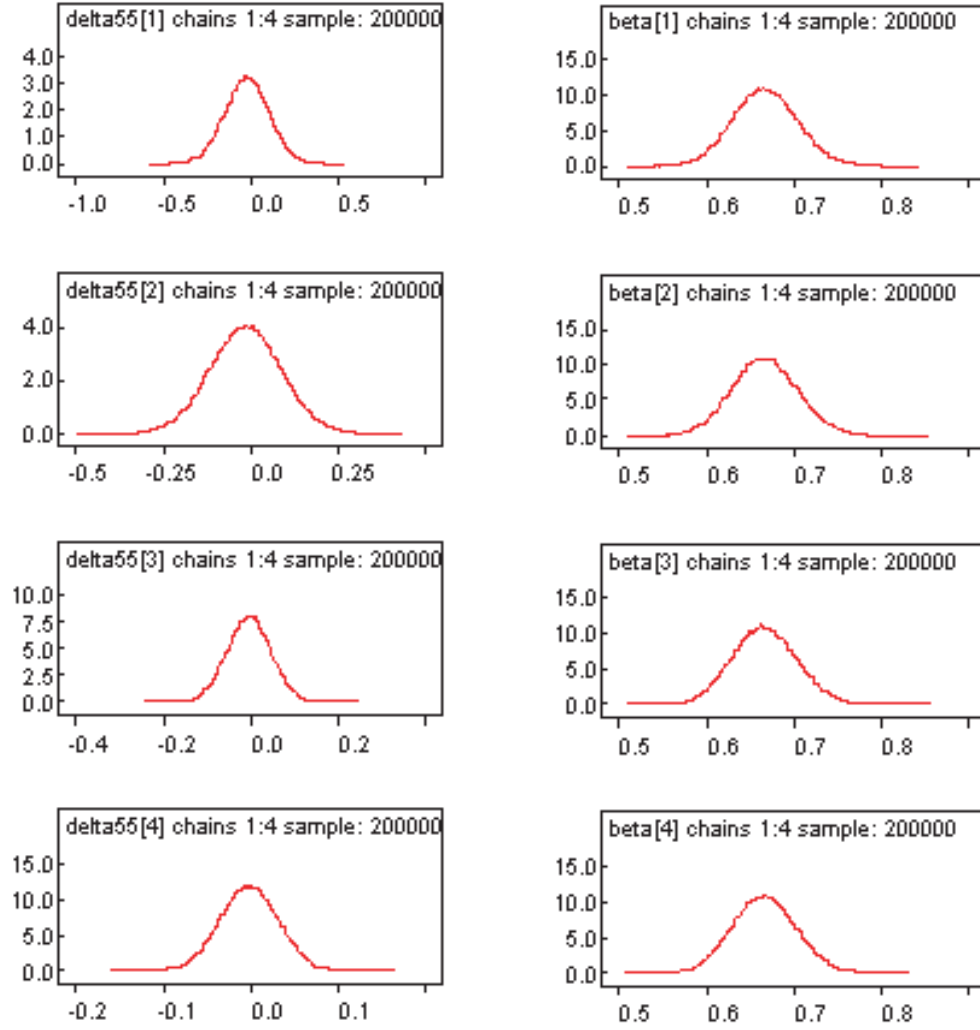 delta55[1] chains 1:4 sample: 200000
4.0
3.0
2.0
1.0
0.0
-1.0 -0.5 0.0 0.5
beta[1] chains 1:4 sample: 200000
15.0
10.0
5.0
0.0
0.5 0.6 0.7 0.8
delta55[2] chains 1:4 sample: 200000
4.0
2.0
0.0
-0.5 -0.25 0.0 0.25
beta[2] chains 1:4 sample: 200000
15.0
10.0
5.0
0.0
0.5 0.6 0.7 0.8
delta55[3] chains 1:4 sample: 200000
10.0
7.5
5.0
2.5
0.0
-0.4 -0.2 0.0 0.2
beta[3] chains 1:4 sample: 200000
15.0
10.0
5.0
0.0
0.5 0.6 0.7 0.8
delta55[4] chains 1:4 sample: 200000
15.0
10.0
5.0
0.0
-0.2 -0.1 0.0 0.1
beta[4] chains 1:4 sample: 200000
15.0
10.0
5.0
0.0
0.5 0.6 0.7 0.8